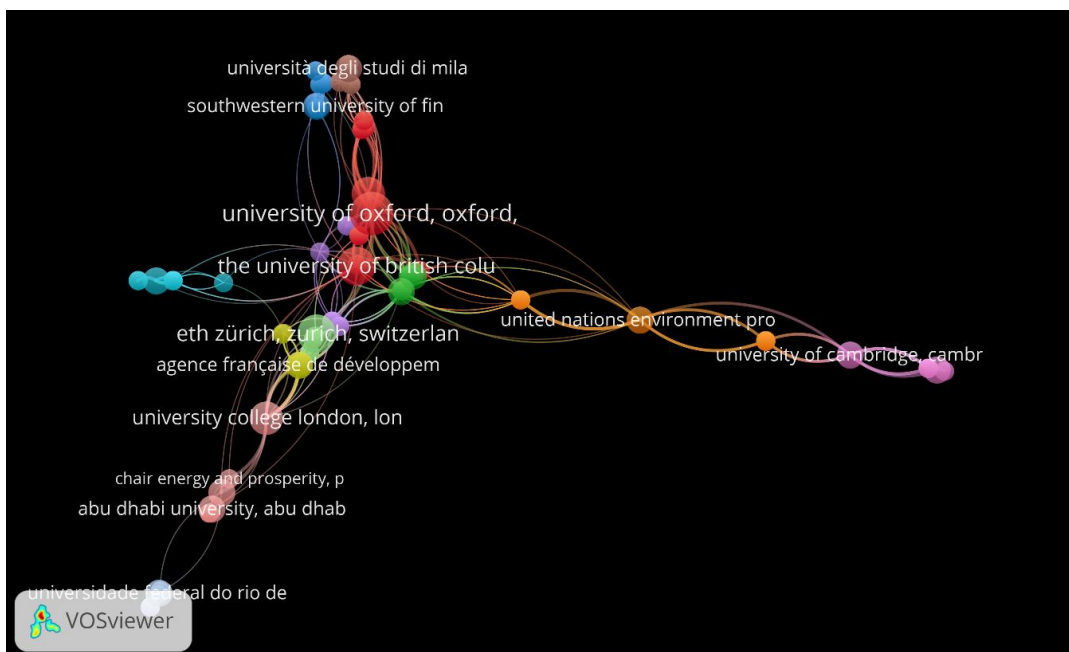 università degli studi di mila
southwestern university of fin
university of oxford, oxford,
the university of british colu
united nations environment pro
eth zürich, zurich, switzerlan
university of cambridge, cambr
agence française de développem
university college london, lon
chair energy and prosperity, p
abu dhabi university, abu dhab
universidade federal do rio de
VOSviewer